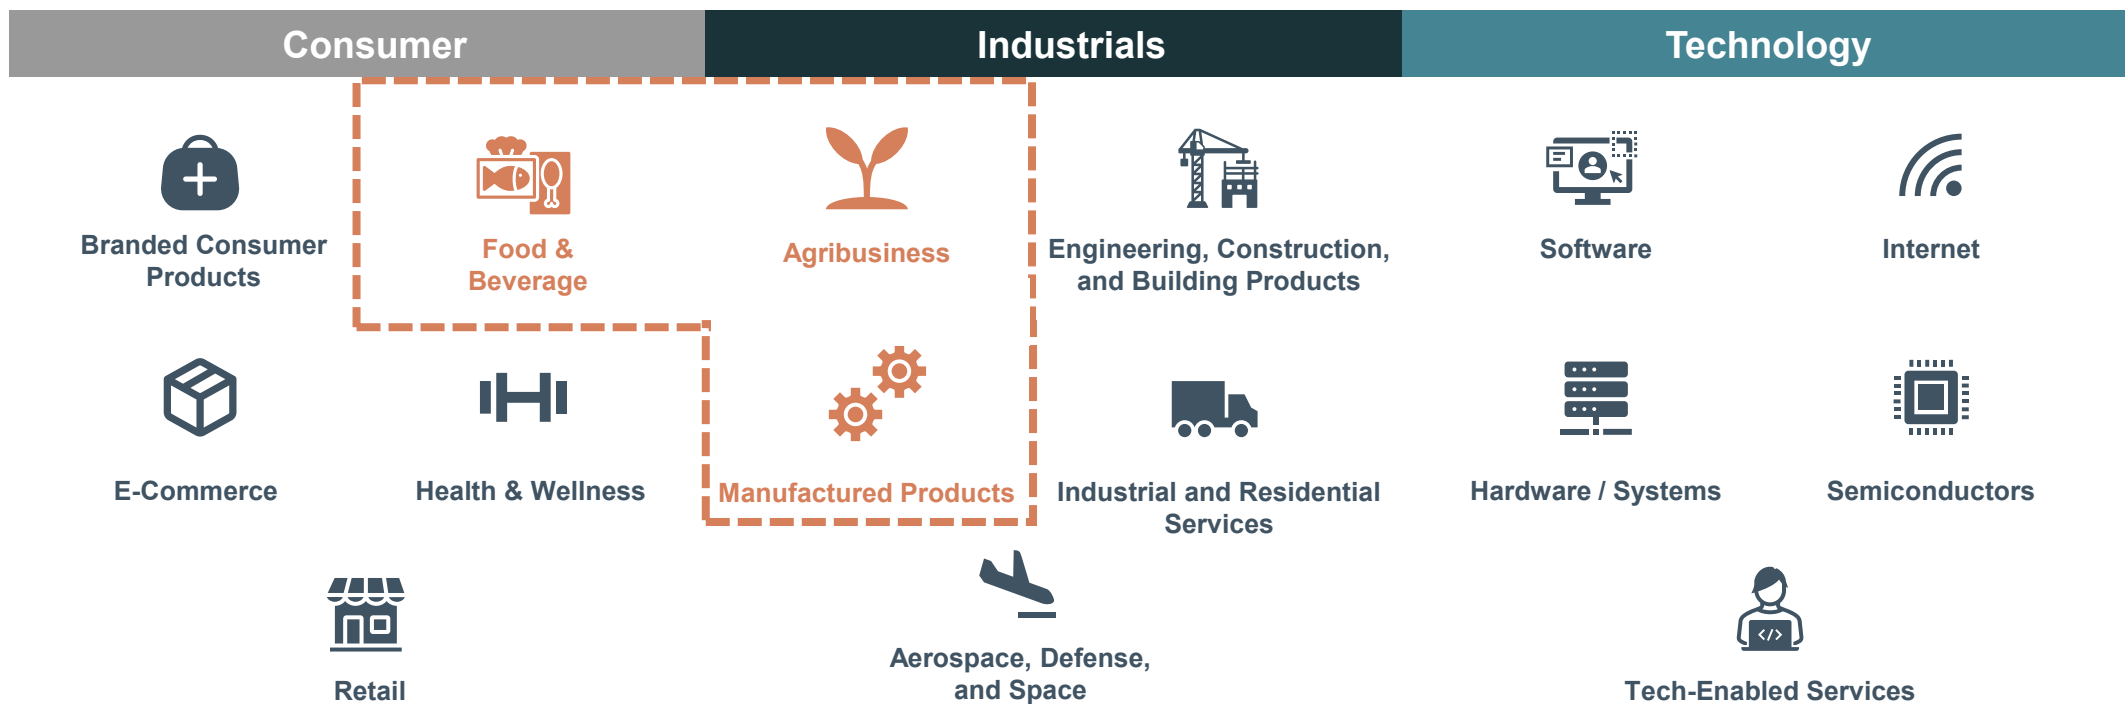 Consumer
Industrials
Technology
Branded Consumer
Products
Food &
Beverage
Agribusiness
Engineering, Construction,
and Building Products
Software
Internet
E-Commerce
Health & Wellness
Manufactured Products
Industrial and Residential
Services
Hardware / Systems
Semiconductors
Retail
Aerospace, Defense,
and Space
</>
Tech-Enabled Services